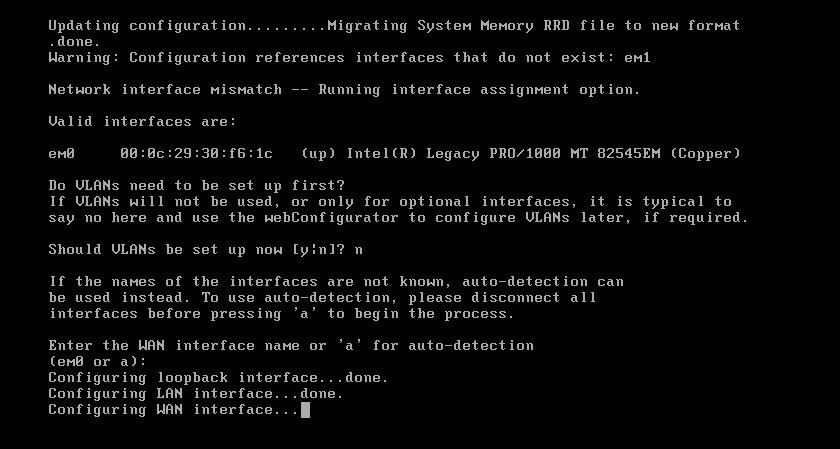 Updating configuration.........Migrating System Memory RRD file to new format
.done.
Warning: Configuration references interfaces that do not exist: em1
Network interface mismatch -- Running interface assignment option.
Valid interfaces are:
em0     00:0c:29:30:f6:1c   (up) Intel(R) Legacy PRO/1000 MT 82545EM (Copper)
Do VLANs need to be set up first?
If VLANs will not be used, or only for optional interfaces, it is typical to
say no here and use the webConfigurator to configure VLANs later, if required.
Should VLANs be set up now [y|n]? n
If the names of the interfaces are not known, auto-detection can
be used instead. To use auto-detection, please disconnect all
interfaces before pressing 'a' to begin the process.
Enter the WAN interface name or 'a' for auto-detection
(em0 or a):
Configuring loopback interface...done.
Configuring LAN interface...done.
Configuring WAN interface...